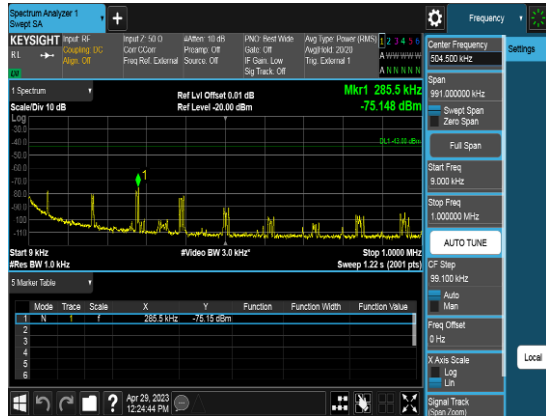 Spectrum Analyzer 1
Swept SA
+
Frequency
KEYSIGHT
Input: RF
Coupling: DC
Align: Off
Input Z: 50 Ω
Corr CCorr
Freq Ref: External
#Atten: 10 dB
Preamp: Off
Source: Off
PNO: Best Wide
Gate: Off
IF Gain: Low
Sig Track: Off
Avg Type: Power (RMS)
Avg|Hold: 20/20
Trig: External 1
1 2 3 4 5 6
A W W W W W
A N N N N N
R L
LXI
1 Spectrum
Scale/Div 10 dB
Log
Ref Lvl Offset 0.01 dB
Ref Level -20.00 dBm
Mkr1 285.5 kHz
-75.148 dBm
DL1 -43.00 dBm
-30.0
-40.0
-50.0
-60.0
-70.0
-80.0
-90.0
-100
-110
1
Start 9 kHz
#Res BW 1.0 kHz
#Video BW 3.0 kHz*
Stop 1.0000 MHz
Sweep 1.22 s (2001 pts)
5 Marker Table
Mode Trace Scale X Y Function Function Width Function Value
1 N 1 f 285.5 kHz -75.15 dBm
2
3
4
5
6
?
Apr 29, 2023
12:24:44 PM
Center Frequency
504.500 kHz
Settings
Span
991.000000 kHz
Swept Span
Zero Span
Full Span
Start Freq
9.000 kHz
Stop Freq
1.000000 MHz
AUTO TUNE
CF Step
99.100 kHz
Auto
Man
Freq Offset
0 Hz
X Axis Scale
Log
Lin
Local
Signal Track
(Span Zoom)